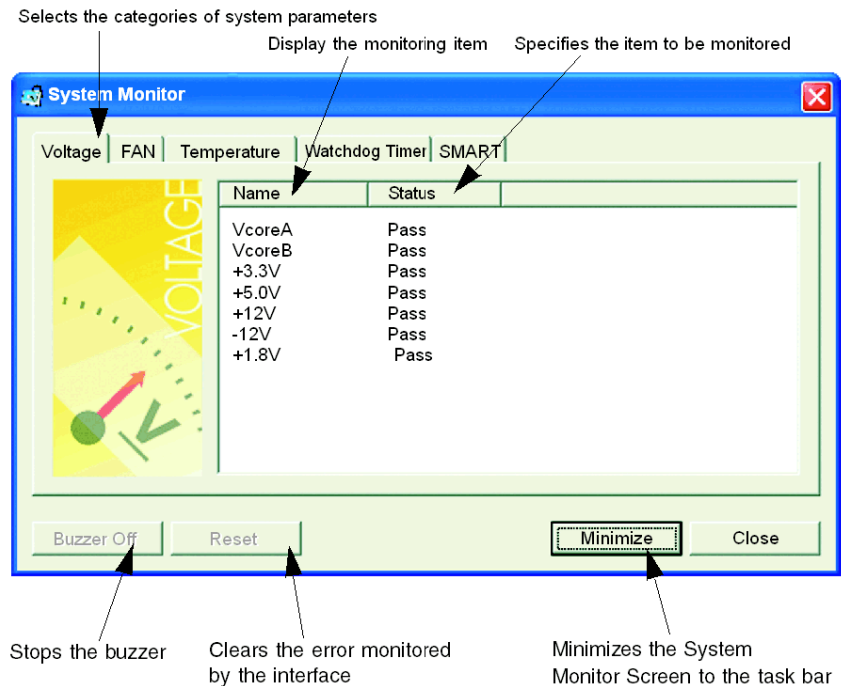 Selects the categories of system parameters
Display the monitoring item
Specifies the item to be monitored
System Monitor
Voltage FAN Temperature Watchdog Timer SMART
VOLTAGE
V
Name Status
VcoreA Pass
VcoreB Pass
+3.3V Pass
+5.0V Pass
+12V Pass
-12V Pass
+1.8V Pass
Buzzer Off Reset Minimize Close
Stops the buzzer
Clears the error monitored
by the interface
Minimizes the System
Monitor Screen to the task bar